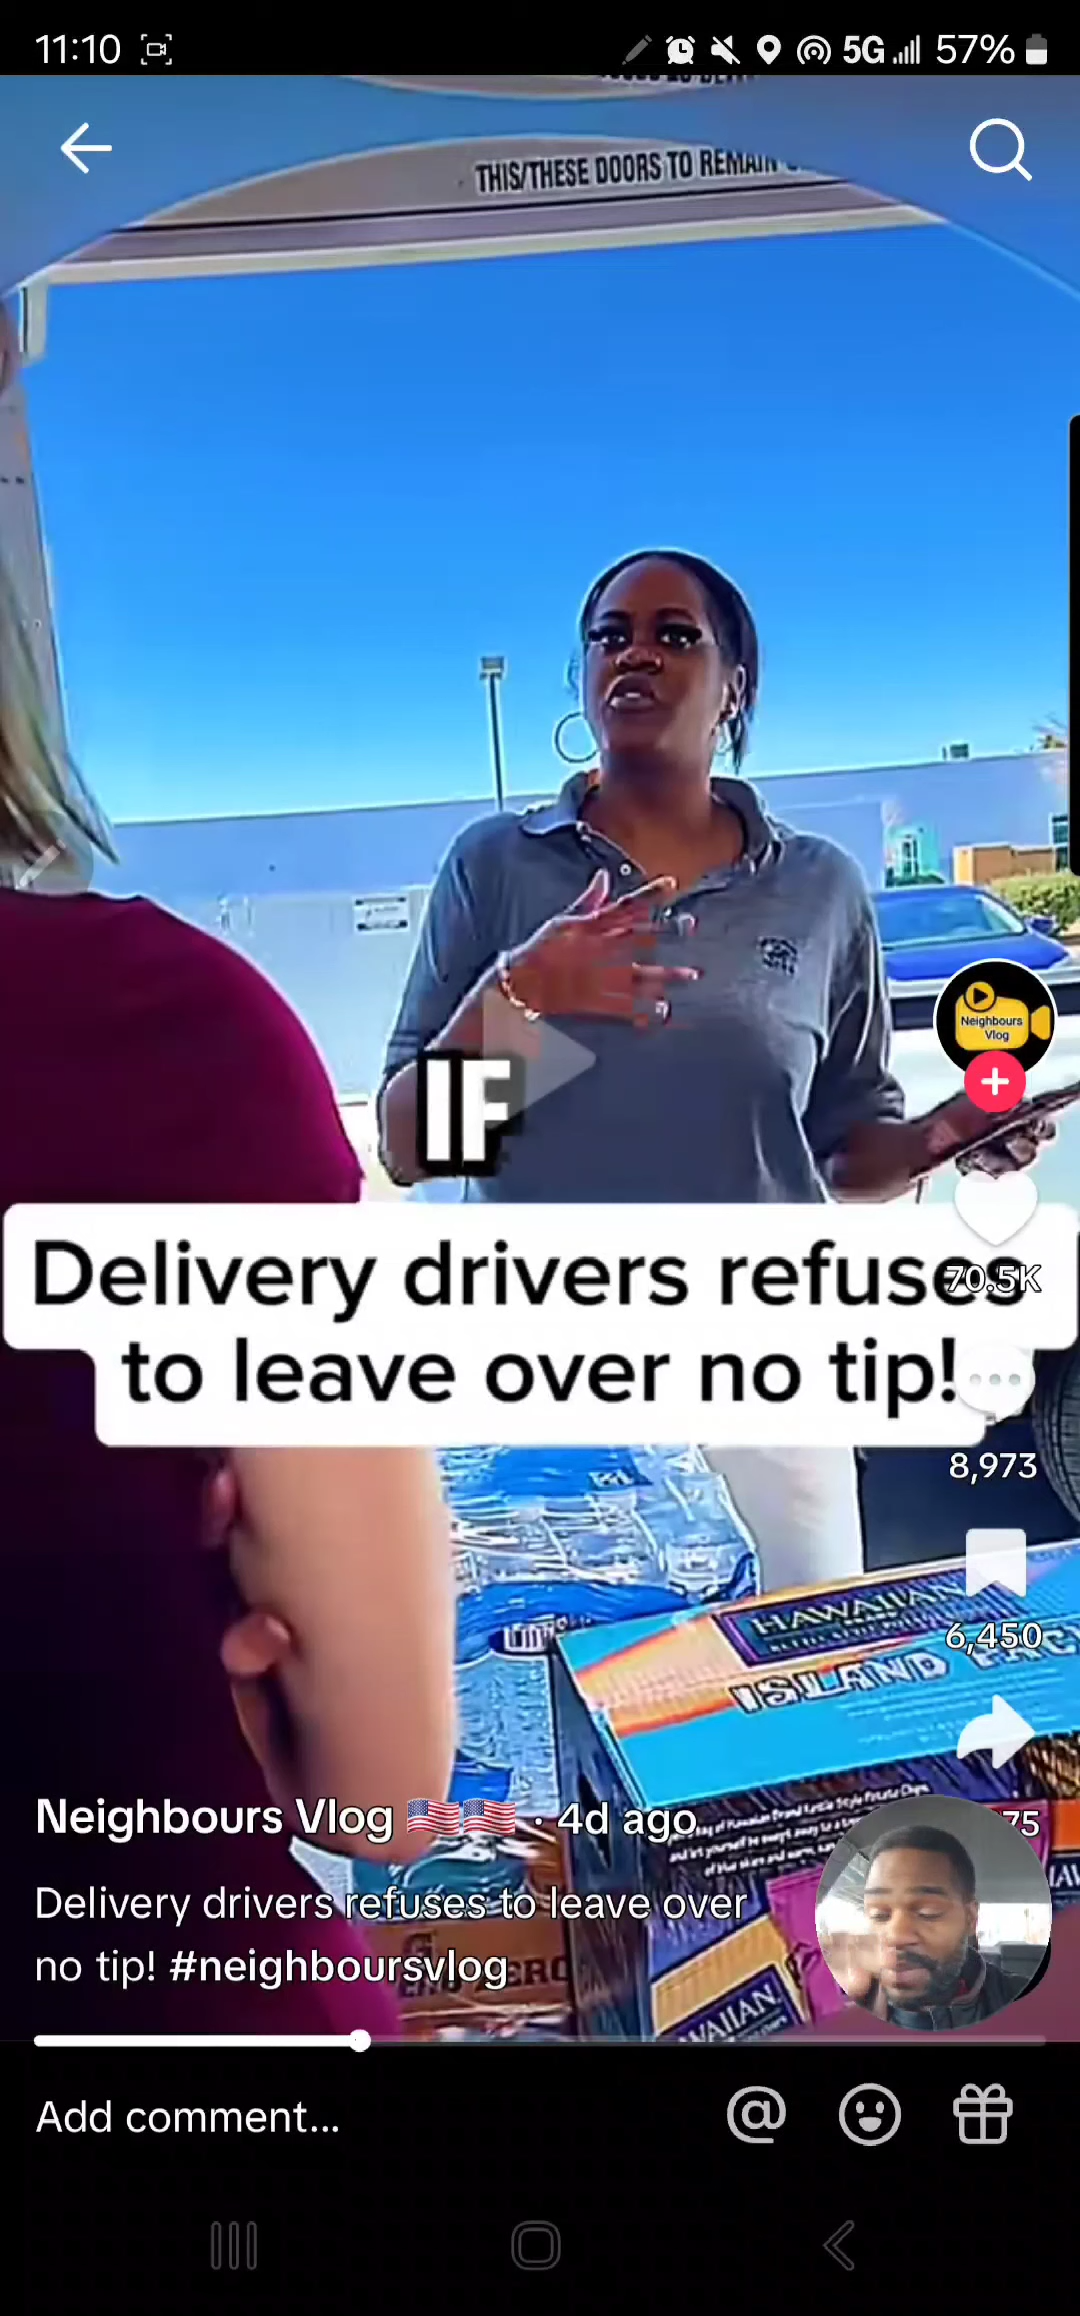 11:10
5G 57%
THIS/THESE DOORS TO REMAIN
Neighbours
Vlog
IF
Delivery drivers refuses
to leave over no tip!
70.5K
8,973
HAWAIIAN
6,450
ISLAND
Neighbours Vlog 🇺🇸🇺🇸 · 4d ago
75
Delivery drivers refuses to leave over
no tip! #neighboursvlog
Add comment...